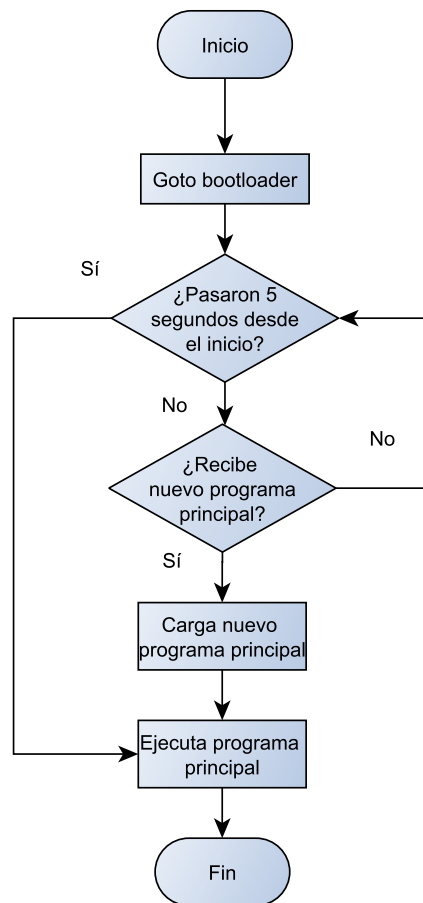 Inicio
Goto bootloader
Sí
¿Pasaron 5
segundos desde
el inicio?
No
No
¿Recibe
nuevo programa
principal?
Sí
Carga nuevo
programa principal
Ejecuta programa
principal
Fin